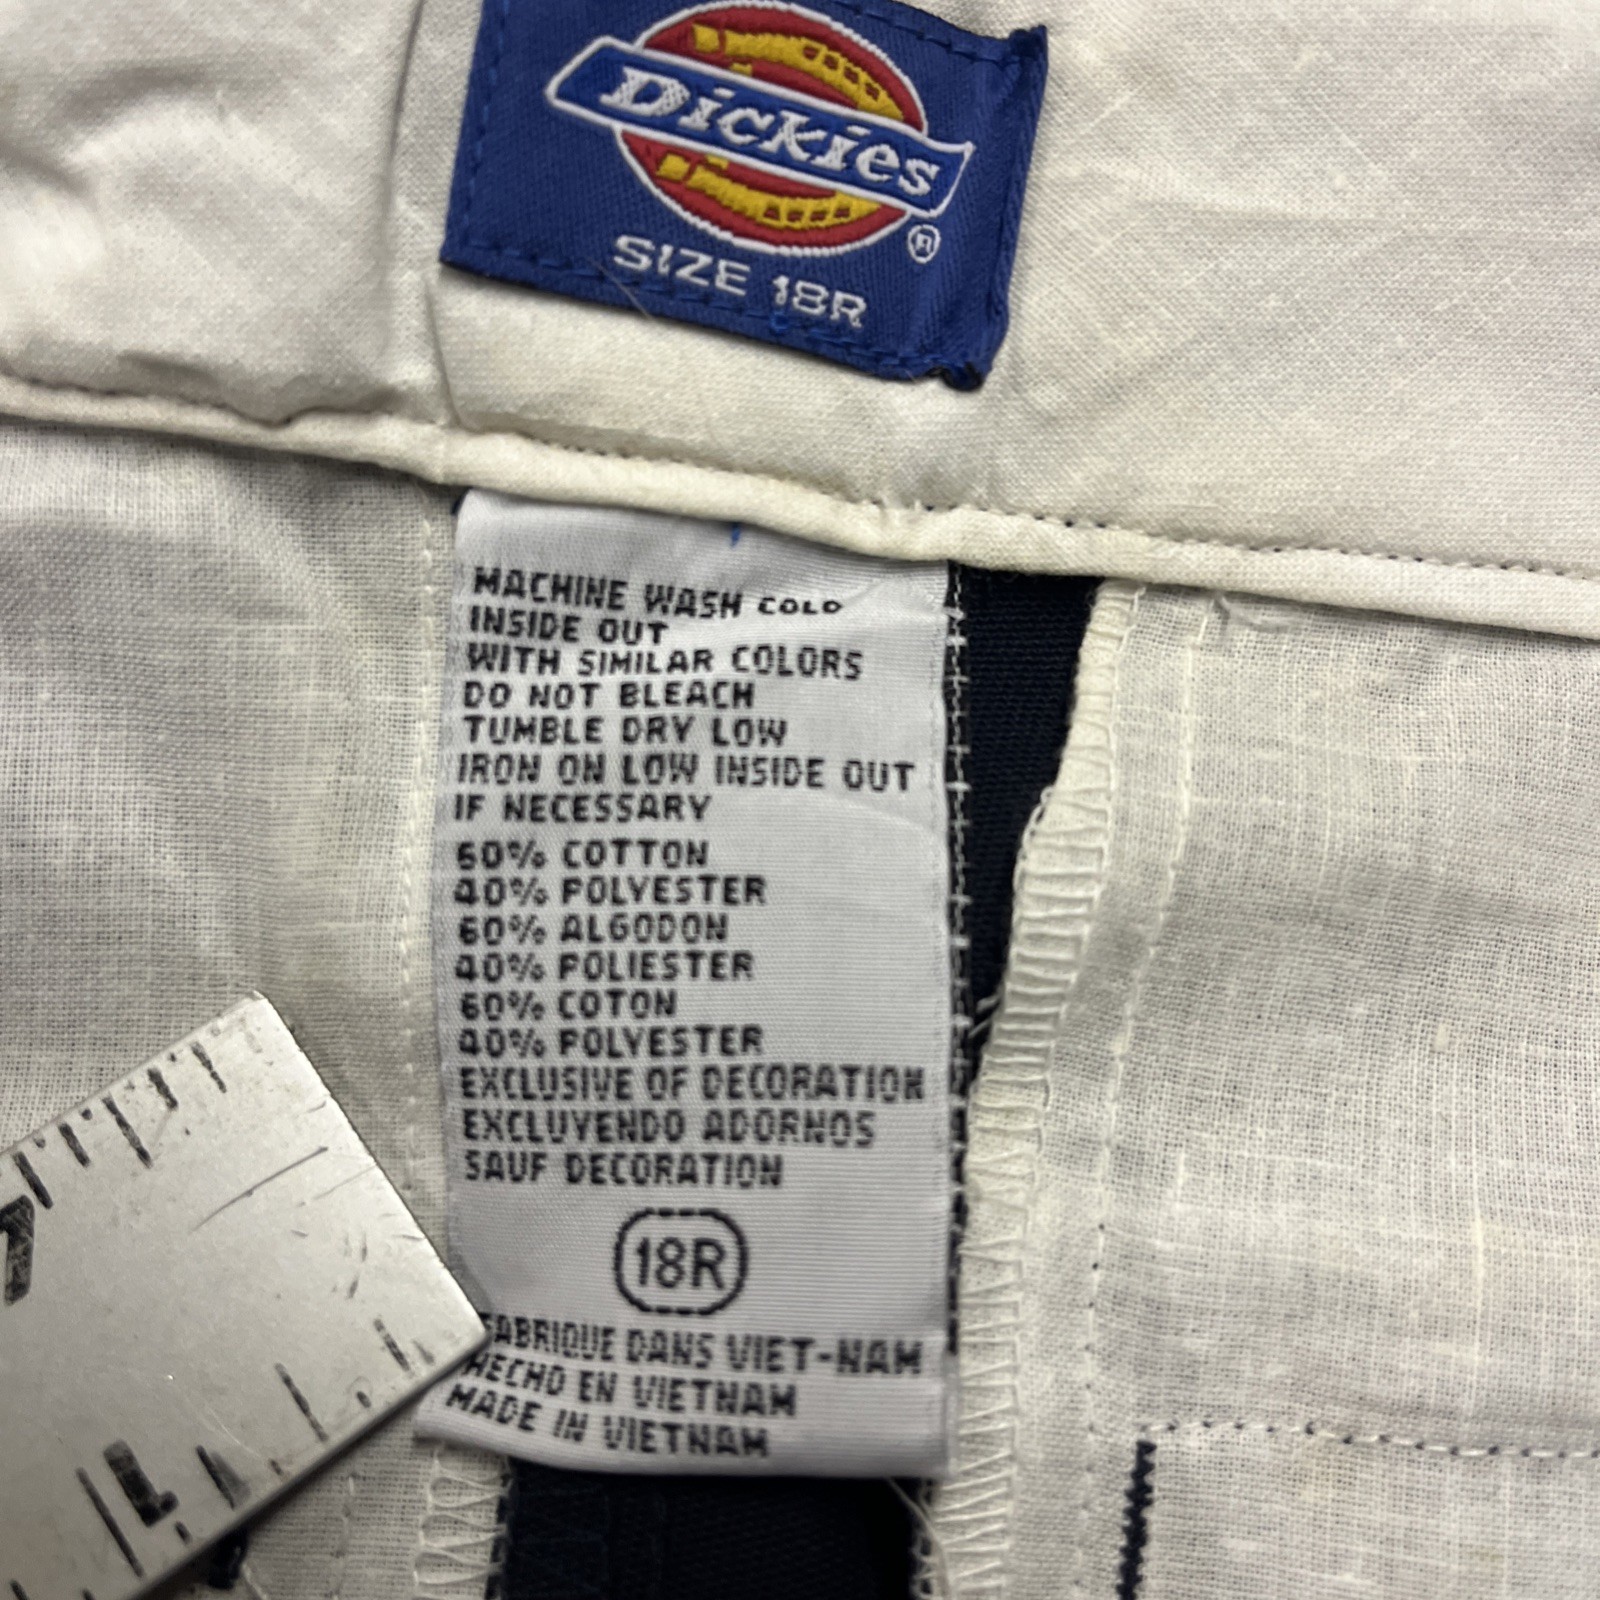 Dickies
®
SIZE 18R
MACHINE WASH COLD
INSIDE OUT
WITH SIMILAR COLORS
DO NOT BLEACH
TUMBLE DRY LOW
IRON ON LOW INSIDE OUT
IF NECESSARY
60% COTTON
40% POLYESTER
60% ALGODON
40% POLIESTER
60% COTON
40% POLYESTER
EXCLUSIVE OF DECORATION
EXCLUYENDO ADORNOS
SAUF DECORATION
18R
FABRIQUE DANS VIET-NAM
HECHO EN VIETNAM
MADE IN VIETNAM
1